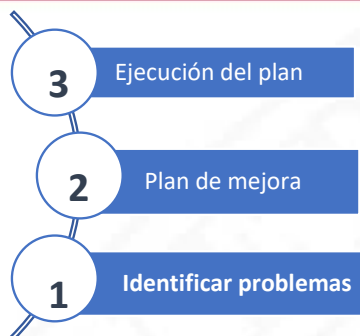 3 Ejecución del plan
2 Plan de mejora
1 Identificar problemas